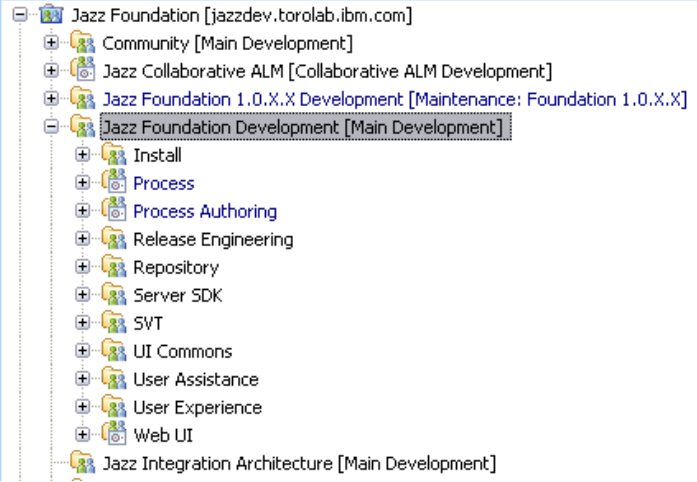 Jazz Foundation [jazzdev.torolab.ibm.com]
Community [Main Development]
Jazz Collaborative ALM [Collaborative ALM Development]
Jazz Foundation 1.0.X.X Development [Maintenance: Foundation 1.0.X.X]
Jazz Foundation Development [Main Development]
Install
Process
Process Authoring
Release Engineering
Repository
Server SDK
SVT
UI Commons
User Assistance
User Experience
Web UI
Jazz Integration Architecture [Main Development]